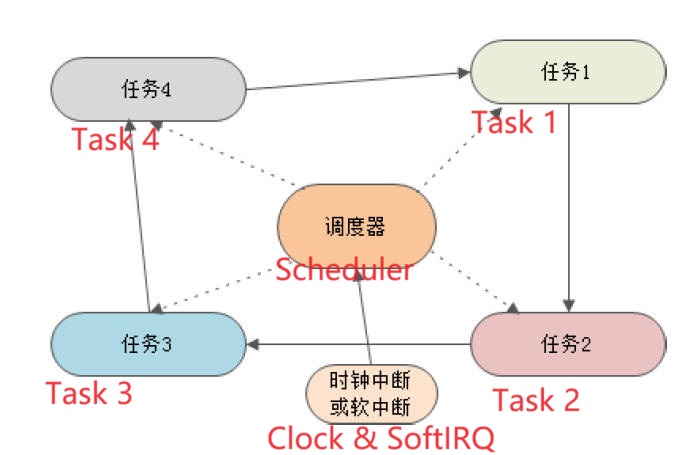 任务4
Task 4
任务1
Task 1
调度器
Scheduler
任务3
Task 3
任务2
Task 2
时钟中断
或软中断
Clock & SoftIRQ